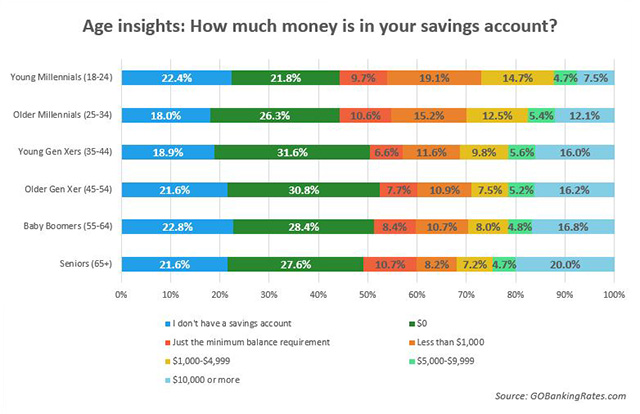 Age insights: How much money is in your savings account?
Young Millennials (18-24) 22.4% 21.8% 9.7% 19.1% 14.7% 4.7% 7.5%
Older Millennials (25-34) 18.0% 26.3% 10.6% 15.2% 12.5% 5.4% 12.1%
Young Gen Xers (35-44) 18.9% 31.6% 6.6% 11.6% 9.8% 5.6% 16.0%
Older Gen Xer (45-54) 21.6% 30.8% 7.7% 10.9% 7.5% 5.2% 16.2%
Baby Boomers (55-64) 22.8% 28.4% 8.4% 10.7% 8.0% 4.8% 16.8%
Seniors (65+) 21.6% 27.6% 10.7% 8.2% 7.2% 4.7% 20.0%
0% 10% 20% 30% 40% 50% 60% 70% 80% 90% 100%
I don't have a savings account $0
Just the minimum balance requirement Less than $1,000
$1,000-$4,999 $5,000-$9,999
$10,000 or more
Source: GOBankingRates.com